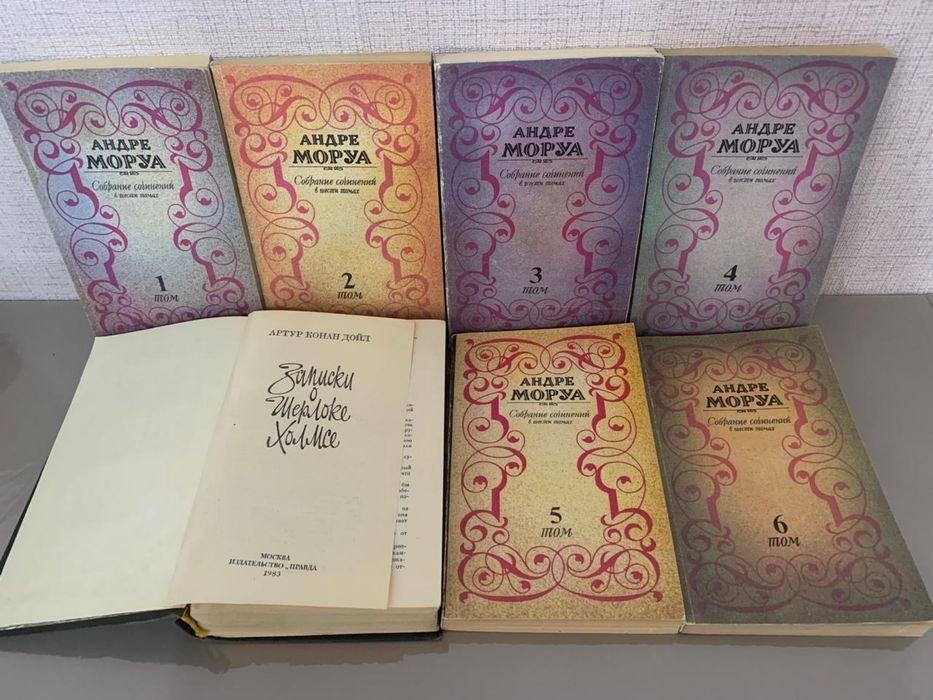 АНДРЕ
МОРУА
Собрание сочинений
в шести томах
1
том
АНДРЕ
МОРУА
Собрание сочинений
в шести томах
2
том
АНДРЕ
МОРУА
Собрание сочинений
в шести томах
3
том
АНДРЕ
МОРУА
Собрание сочинений
в шести томах
4
том
АРТУР КОНАН ДОЙЛ
Записки
о
Шерлоке
Холмсе
МОСКВА
ИЗДАТЕЛЬСТВО „ПРАВДА
1983
АНДРЕ
МОРУА
Собрание сочинений
в шести томах
5
том
АНДРЕ
МОРУА
Собрание сочинений
в шести томах
6
том